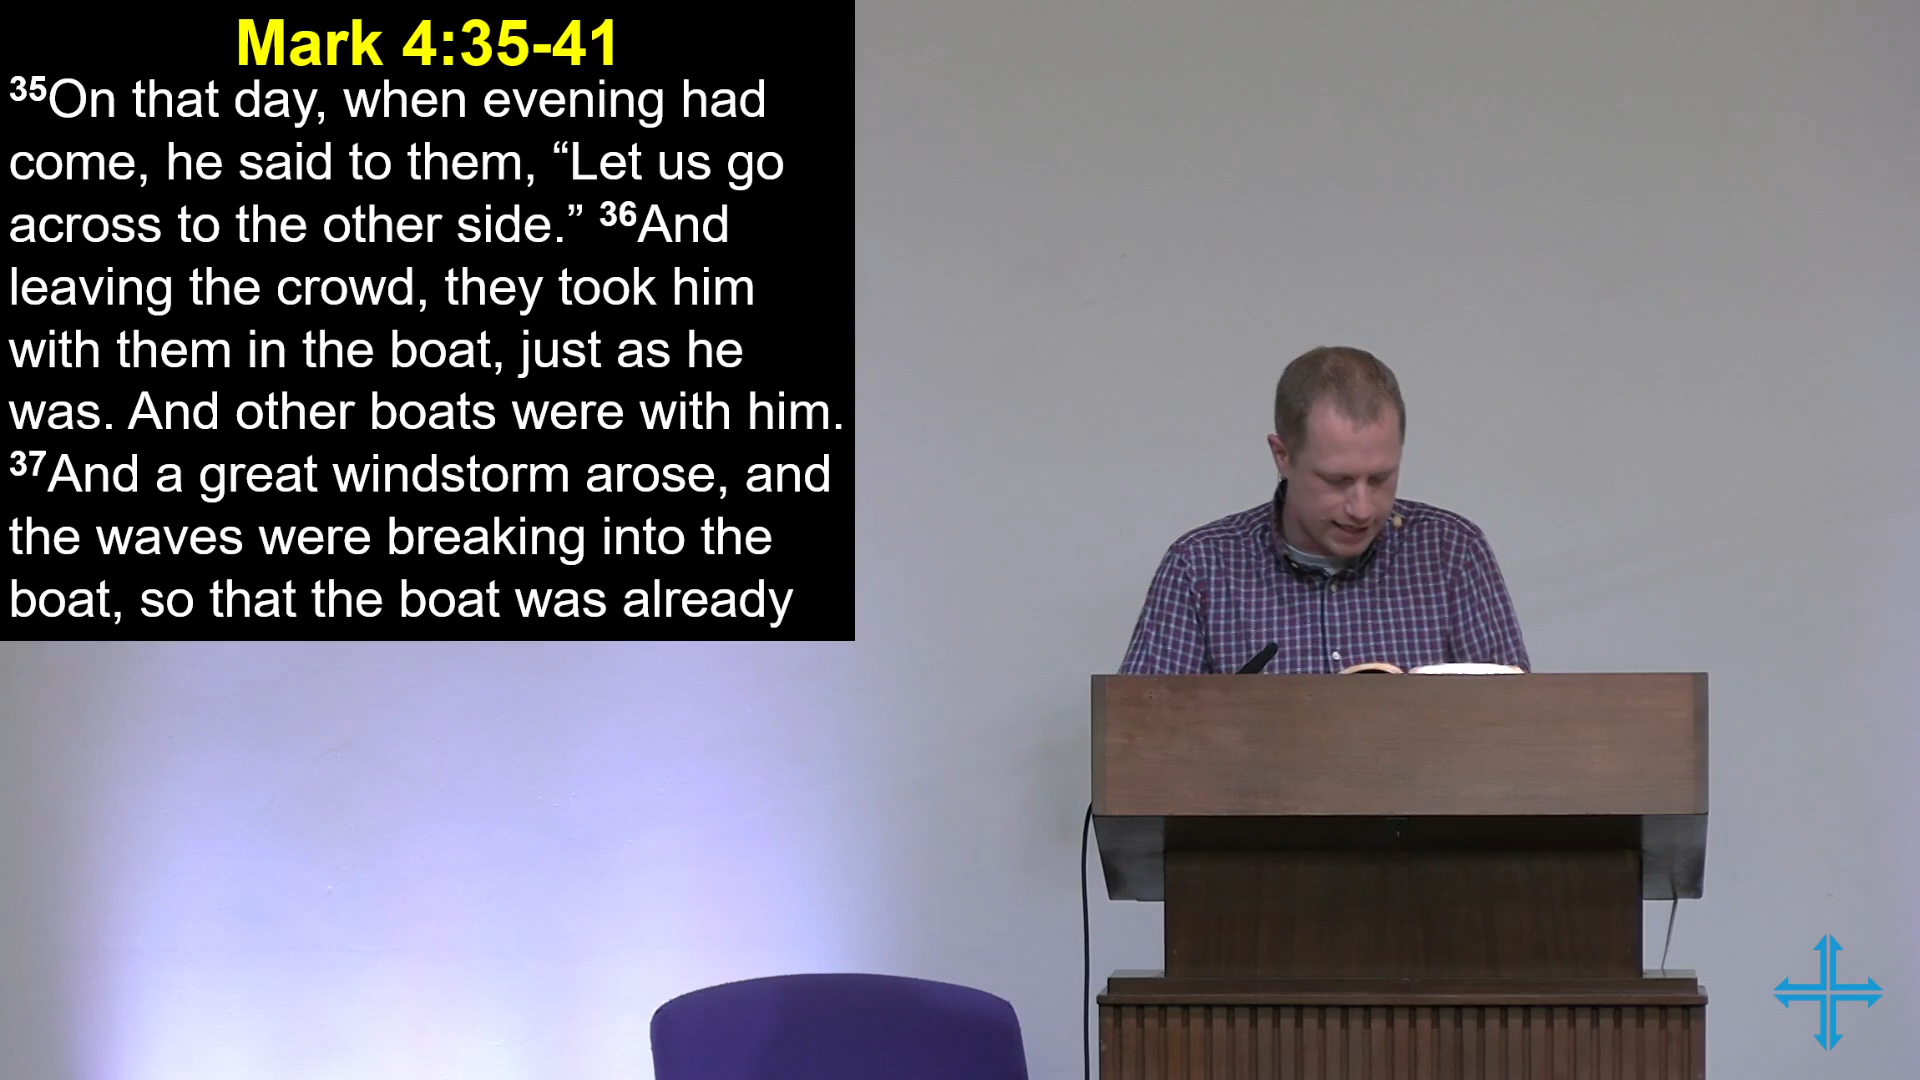 Mark 4:35-41
35On that day, when evening had
come, he said to them, “Let us go
across to the other side.” 36And
leaving the crowd, they took him
with them in the boat, just as he
was. And other boats were with him.
37And a great windstorm arose, and
the waves were breaking into the
boat, so that the boat was already